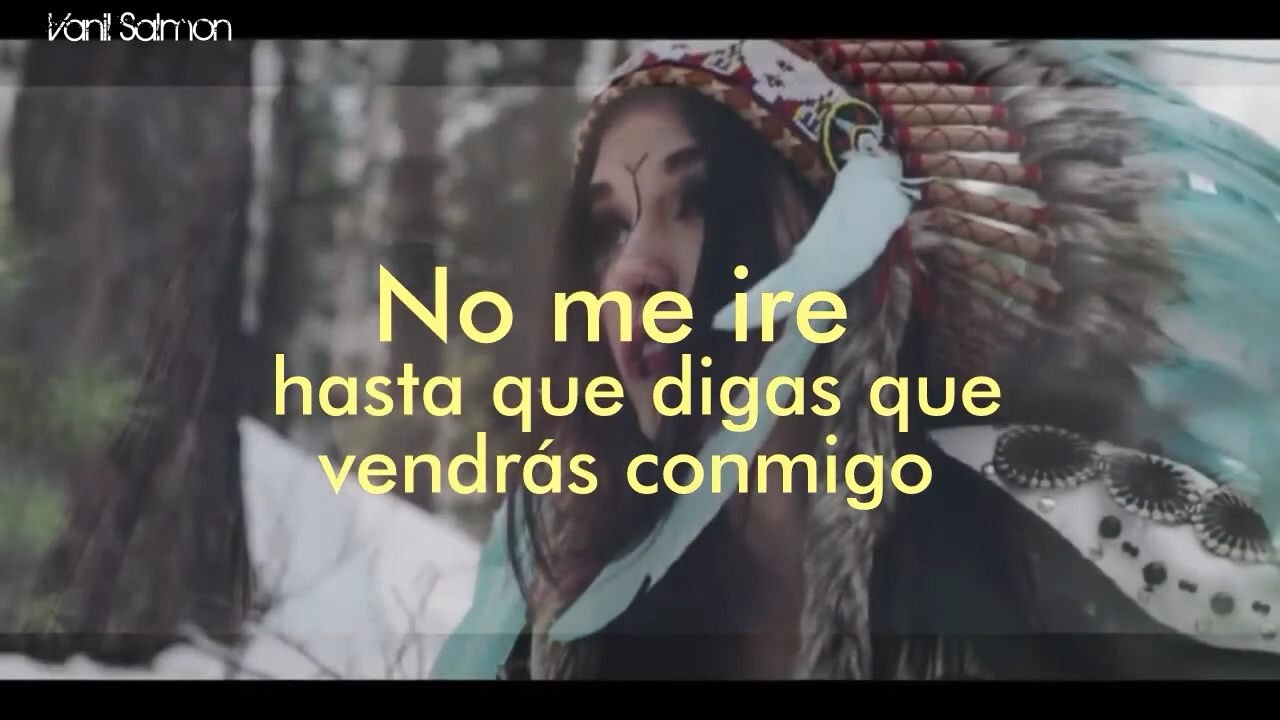 Vanil Salmon
No me ire
hasta que digas que
vendrás conmigo